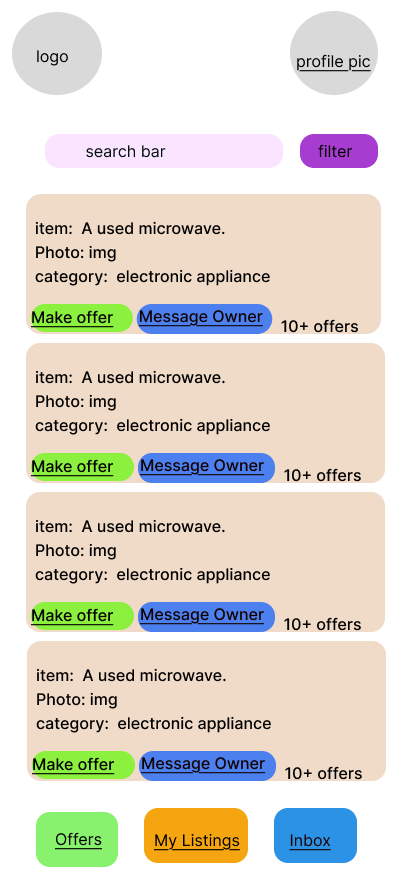 logo
profile pic
search bar
filter
item:  A used microwave.
Photo: img
category:  electronic appliance
Make offer
Message Owner
10+ offers
item:  A used microwave.
Photo: img
category:  electronic appliance
Make offer
Message Owner
10+ offers
item:  A used microwave.
Photo: img
category:  electronic appliance
Make offer
Message Owner
10+ offers
item:  A used microwave.
Photo: img
category:  electronic appliance
Make offer
Message Owner
10+ offers
Offers
My Listings
Inbox